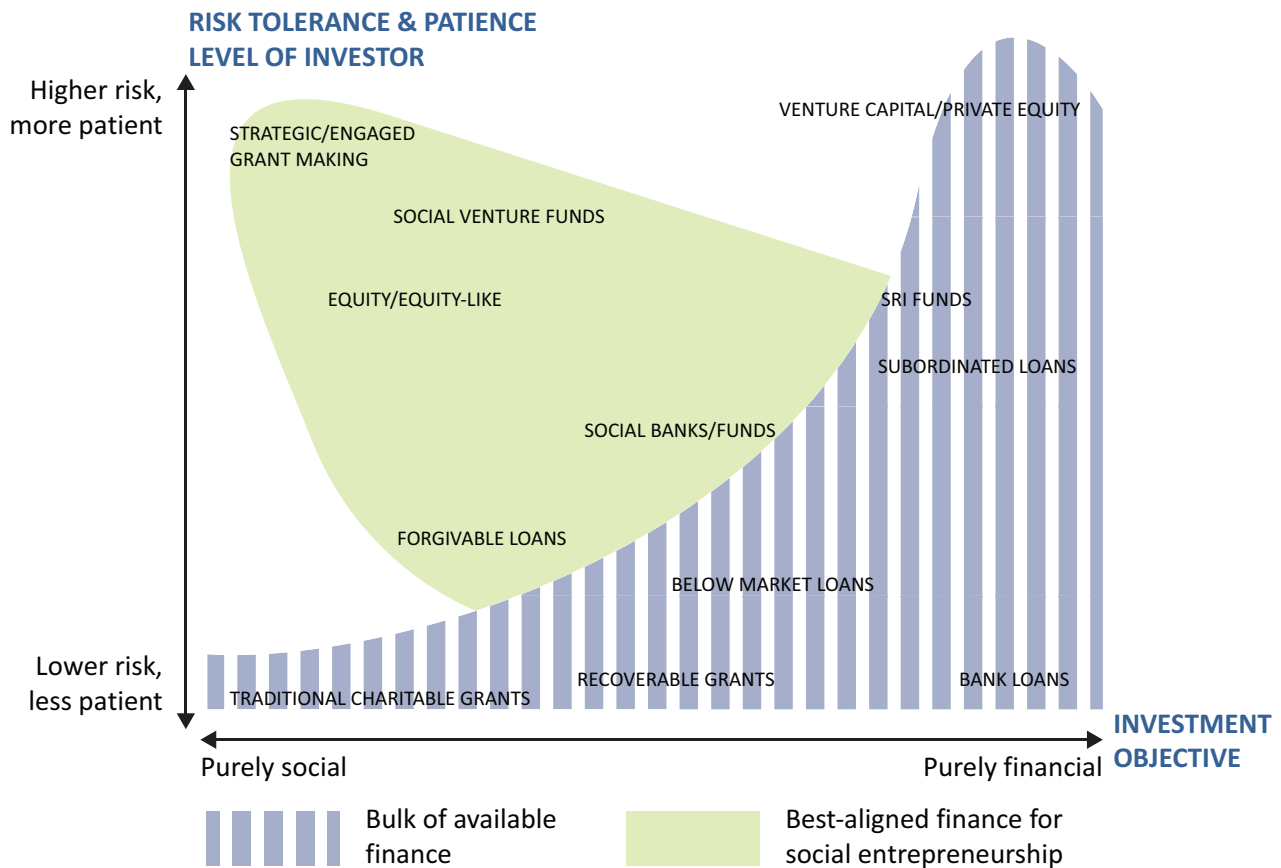 RISK TOLERANCE & PATIENCE
LEVEL OF INVESTOR
Higher risk,
more patient
VENTURE CAPITAL/PRIVATE EQUITY
STRATEGIC/ENGAGED
GRANT MAKING
SOCIAL VENTURE FUNDS
EQUITY/EQUITY-LIKE
SRI FUNDS
SUBORDINATED LOANS
SOCIAL BANKS/FUNDS
FORGIVABLE LOANS
BELOW MARKET LOANS
Lower risk,
less patient
TRADITIONAL CHARITABLE GRANTS
RECOVERABLE GRANTS
BANK LOANS
INVESTMENT
OBJECTIVE
Purely social
Purely financial
Bulk of available
finance
Best-aligned finance for
social entrepreneurship